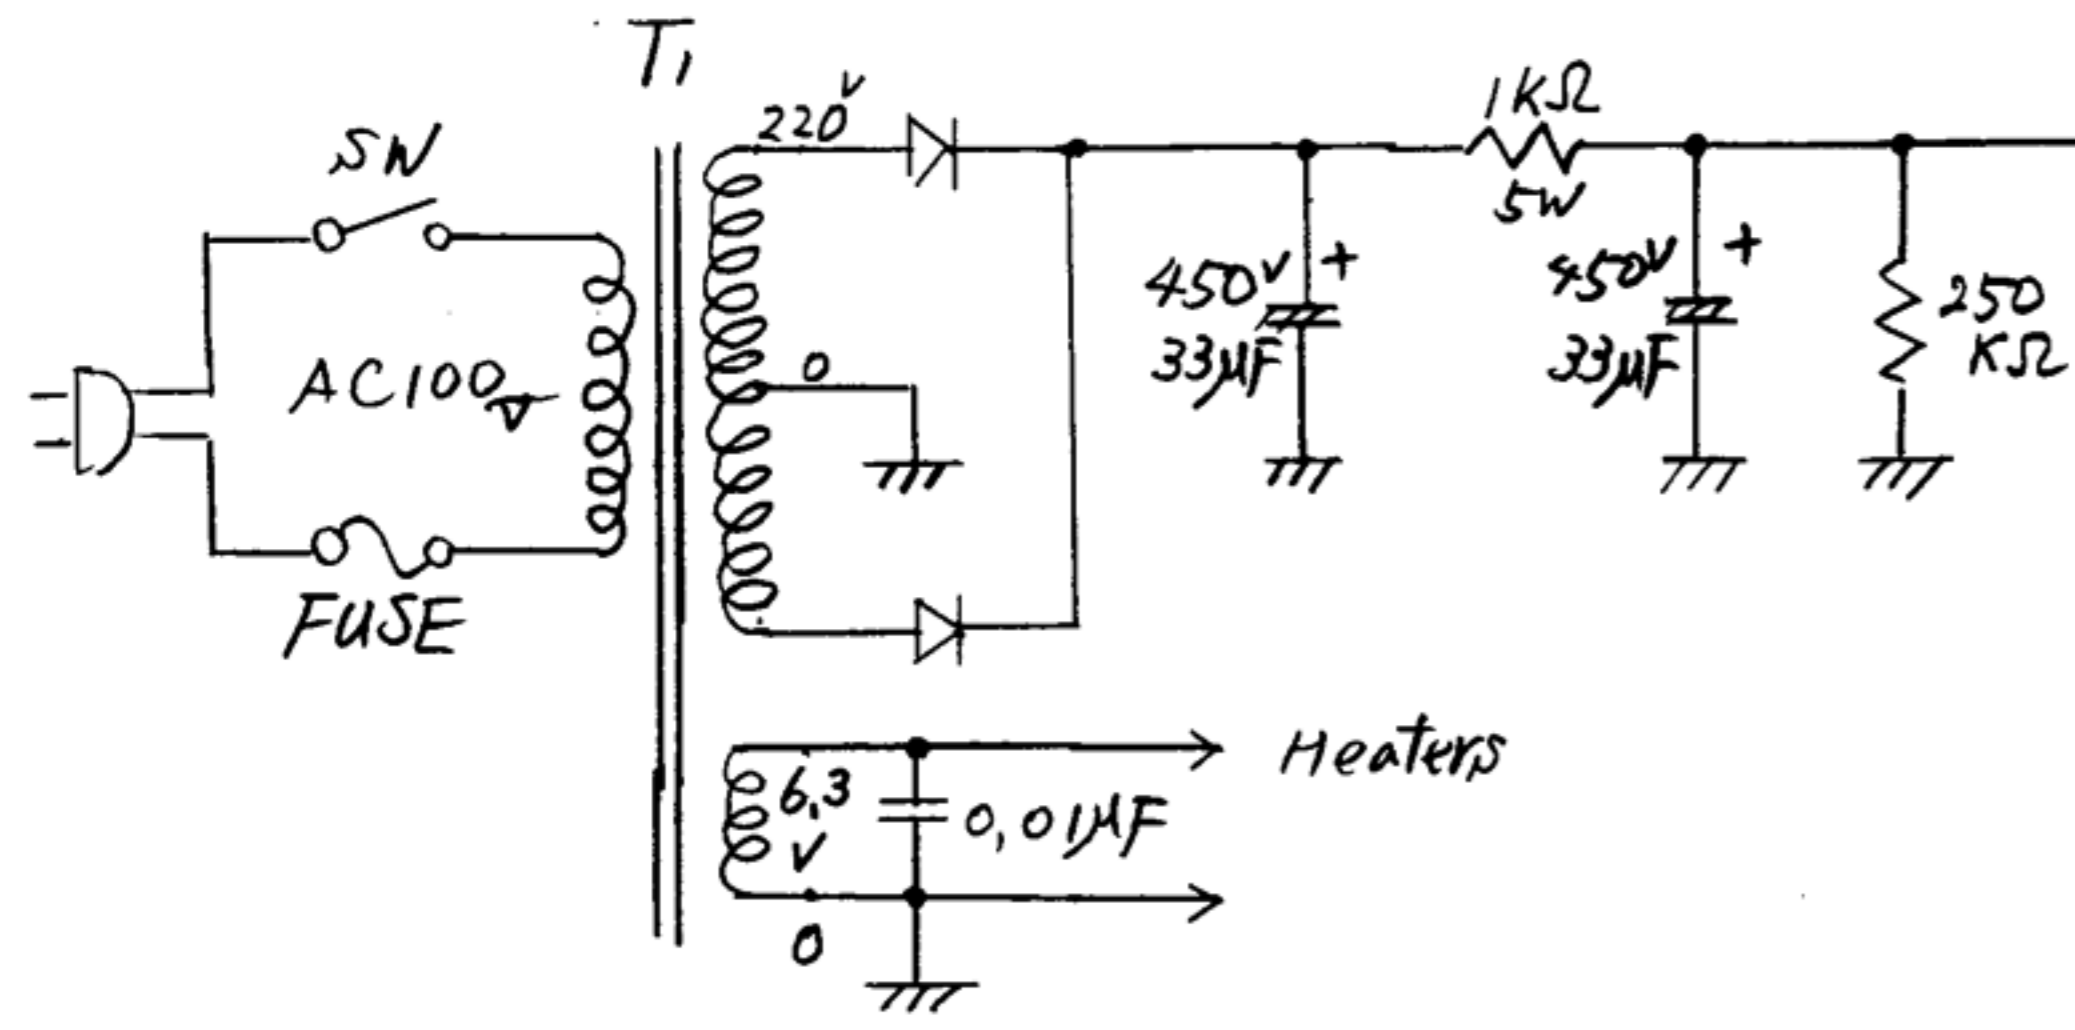 T1
SW
AC100V
FUSE
220V
0
6.3
V
0
0.01μF
Heaters
450V +
33μF
1KΩ
5W
450V +
33μF
250
KΩ